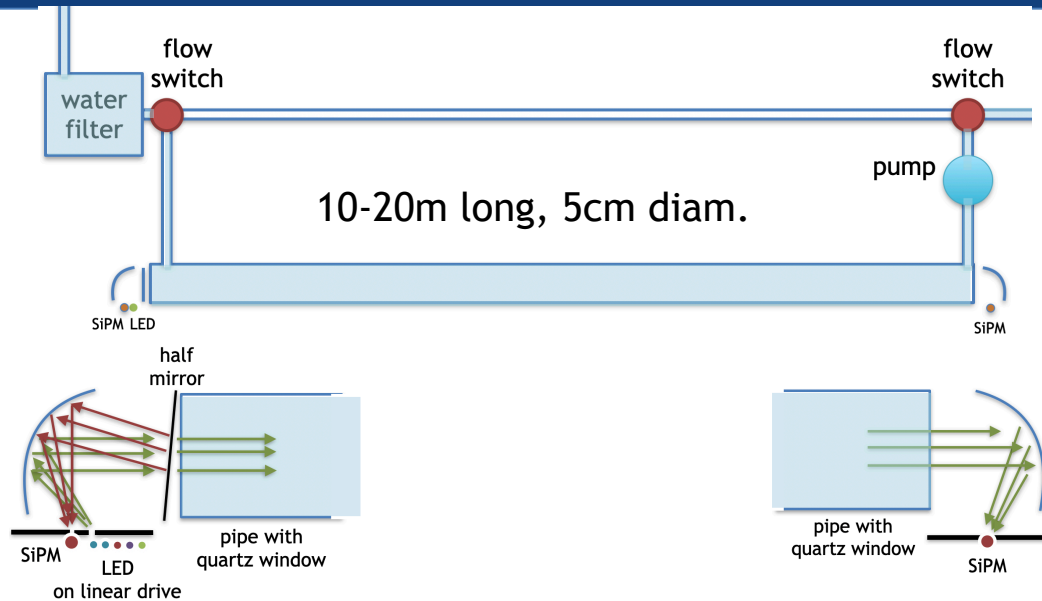 flow
switch
flow
switch
water
filter
pump
10-20m long, 5cm diam.
SiPM LED
SiPM
half
mirror
pipe with
quartz window
SiPM
LED
on linear drive
pipe with
quartz window
SiPM